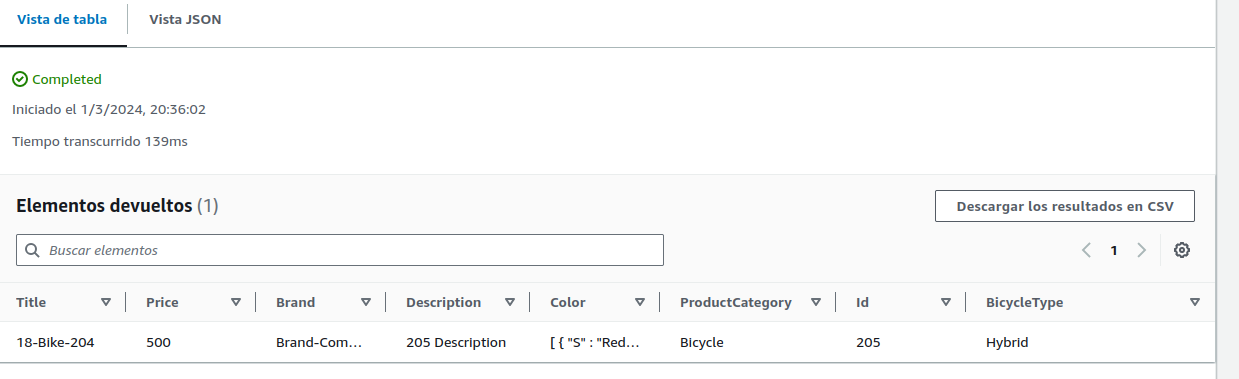 Vista de tabla
Vista JSON
Completed
Iniciado el 1/3/2024, 20:36:02
Tiempo transcurrido 139ms
Elementos devueltos (1)
Descargar los resultados en CSV
Buscar elementos
1
Title Price Brand Description Color ProductCategory Id BicycleType
18-Bike-204 500 Brand-Com... 205 Description [ { "S" : "Red... Bicycle 205 Hybrid